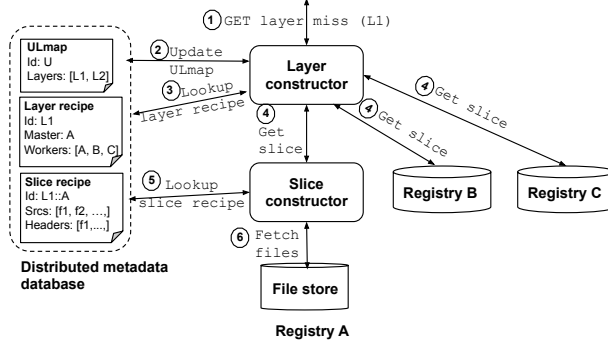 1 GET layer miss (L1)
ULmap
Id: U
Layers: [L1, L2]
2 Update
ULmap
Layer
constructor
3 Lookup
layer recipe
Layer recipe
Id: L1
Master: A
Workers: [A, B, C]
4
Get
slice
4 Get slice
4 Get slice
Registry B
Registry C
Slice recipe
Id: L1::A
Srcs: [f1, f2, ...,]
Headers: [f1,...,]
5 Lookup
slice recipe
Slice
constructor
6 Fetch
files
Distributed metadata
database
File store
Registry A